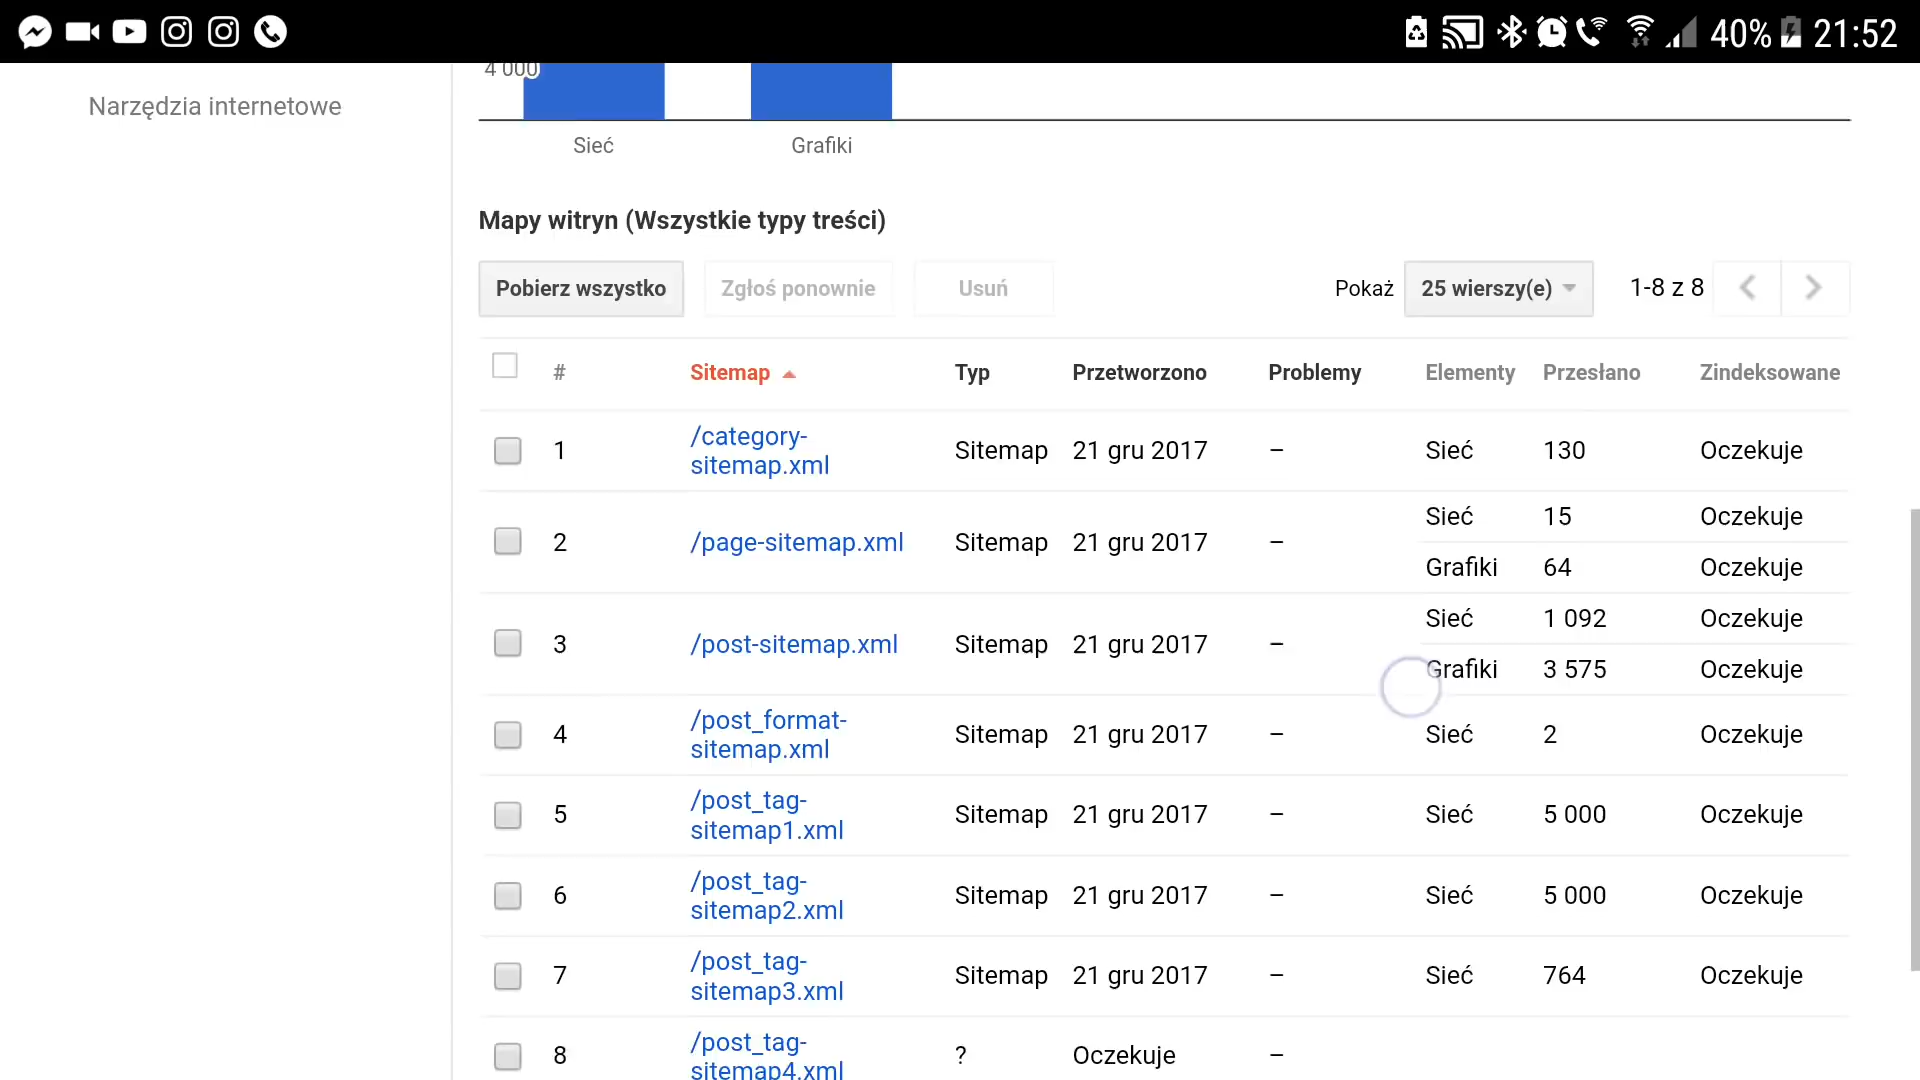 40% 21:52
4 000
Narzędzia internetowe
Sieć Grafiki
Mapy witryn (Wszystkie typy treści)
Pobierz wszystko Zgłoś ponownie Usuń Pokaż 25 wierszy(e) 1-8 z 8
# Sitemap Typ Przetworzono Problemy Elementy Przesłano Zindeksowane
1 /category-sitemap.xml Sitemap 21 gru 2017 – Sieć 130 Oczekuje
2 /page-sitemap.xml Sitemap 21 gru 2017 – Sieć 15 Oczekuje
Grafiki 64 Oczekuje
3 /post-sitemap.xml Sitemap 21 gru 2017 – Sieć 1 092 Oczekuje
Grafiki 3 575 Oczekuje
4 /post_format-sitemap.xml Sitemap 21 gru 2017 – Sieć 2 Oczekuje
5 /post_tag-sitemap1.xml Sitemap 21 gru 2017 – Sieć 5 000 Oczekuje
6 /post_tag-sitemap2.xml Sitemap 21 gru 2017 – Sieć 5 000 Oczekuje
7 /post_tag-sitemap3.xml Sitemap 21 gru 2017 – Sieć 764 Oczekuje
8 /post_tag-sitemap4.xml ? Oczekuje –